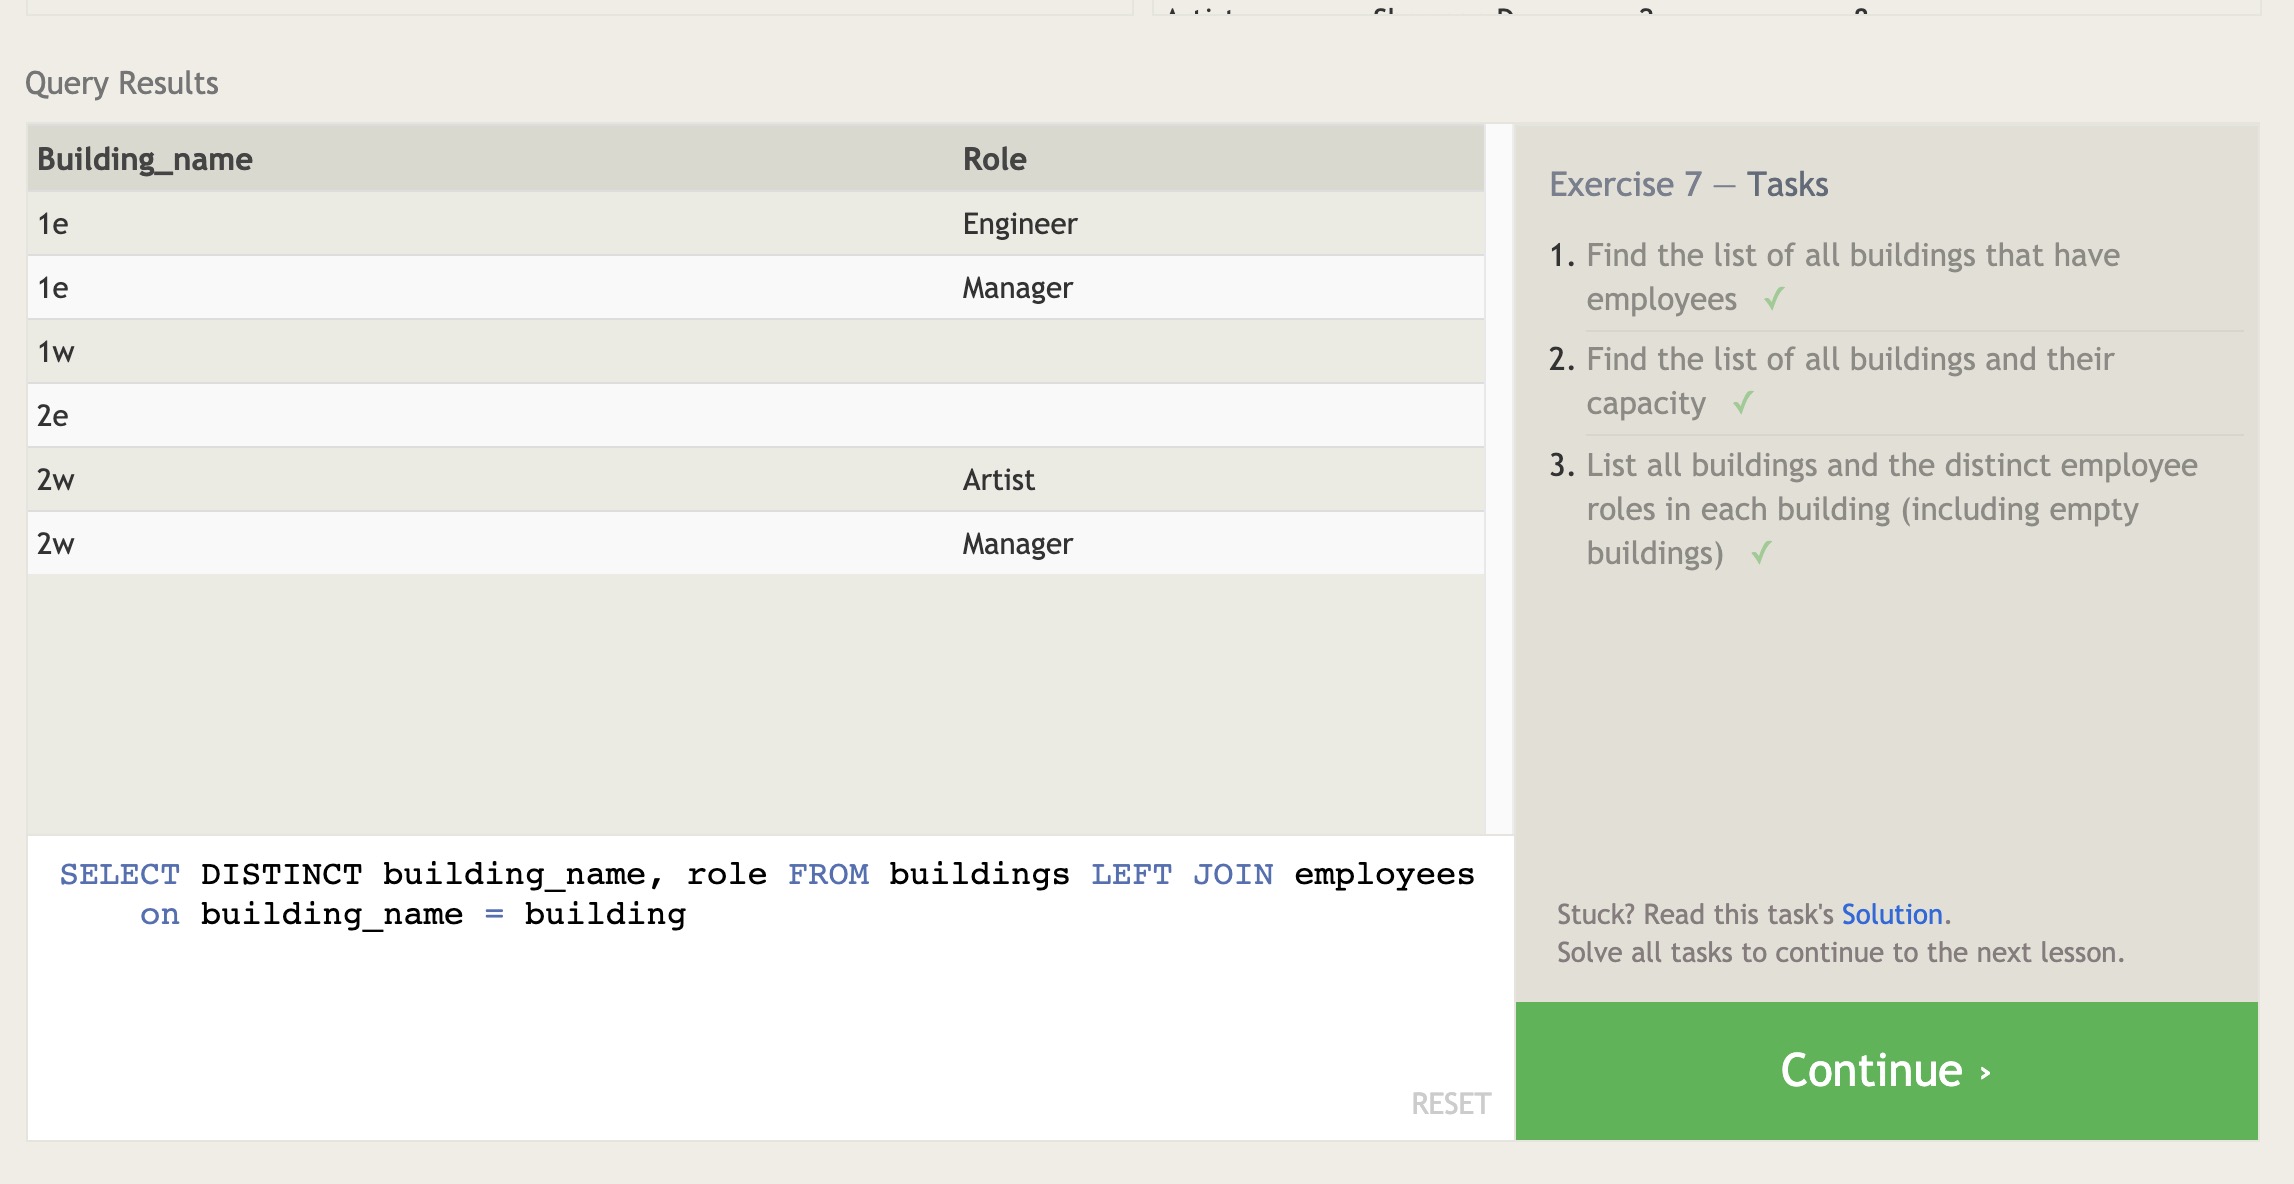 Query Results
Building_name Role
1e Engineer
1e Manager
1w
2e
2w Artist
2w Manager
SELECT DISTINCT building_name, role FROM buildings LEFT JOIN employees
on building_name = building
RESET
Exercise 7 — Tasks
1. Find the list of all buildings that have
employees ✓
2. Find the list of all buildings and their
capacity ✓
3. List all buildings and the distinct employee
roles in each building (including empty
buildings) ✓
Stuck? Read this task's Solution.
Solve all tasks to continue to the next lesson.
Continue ›